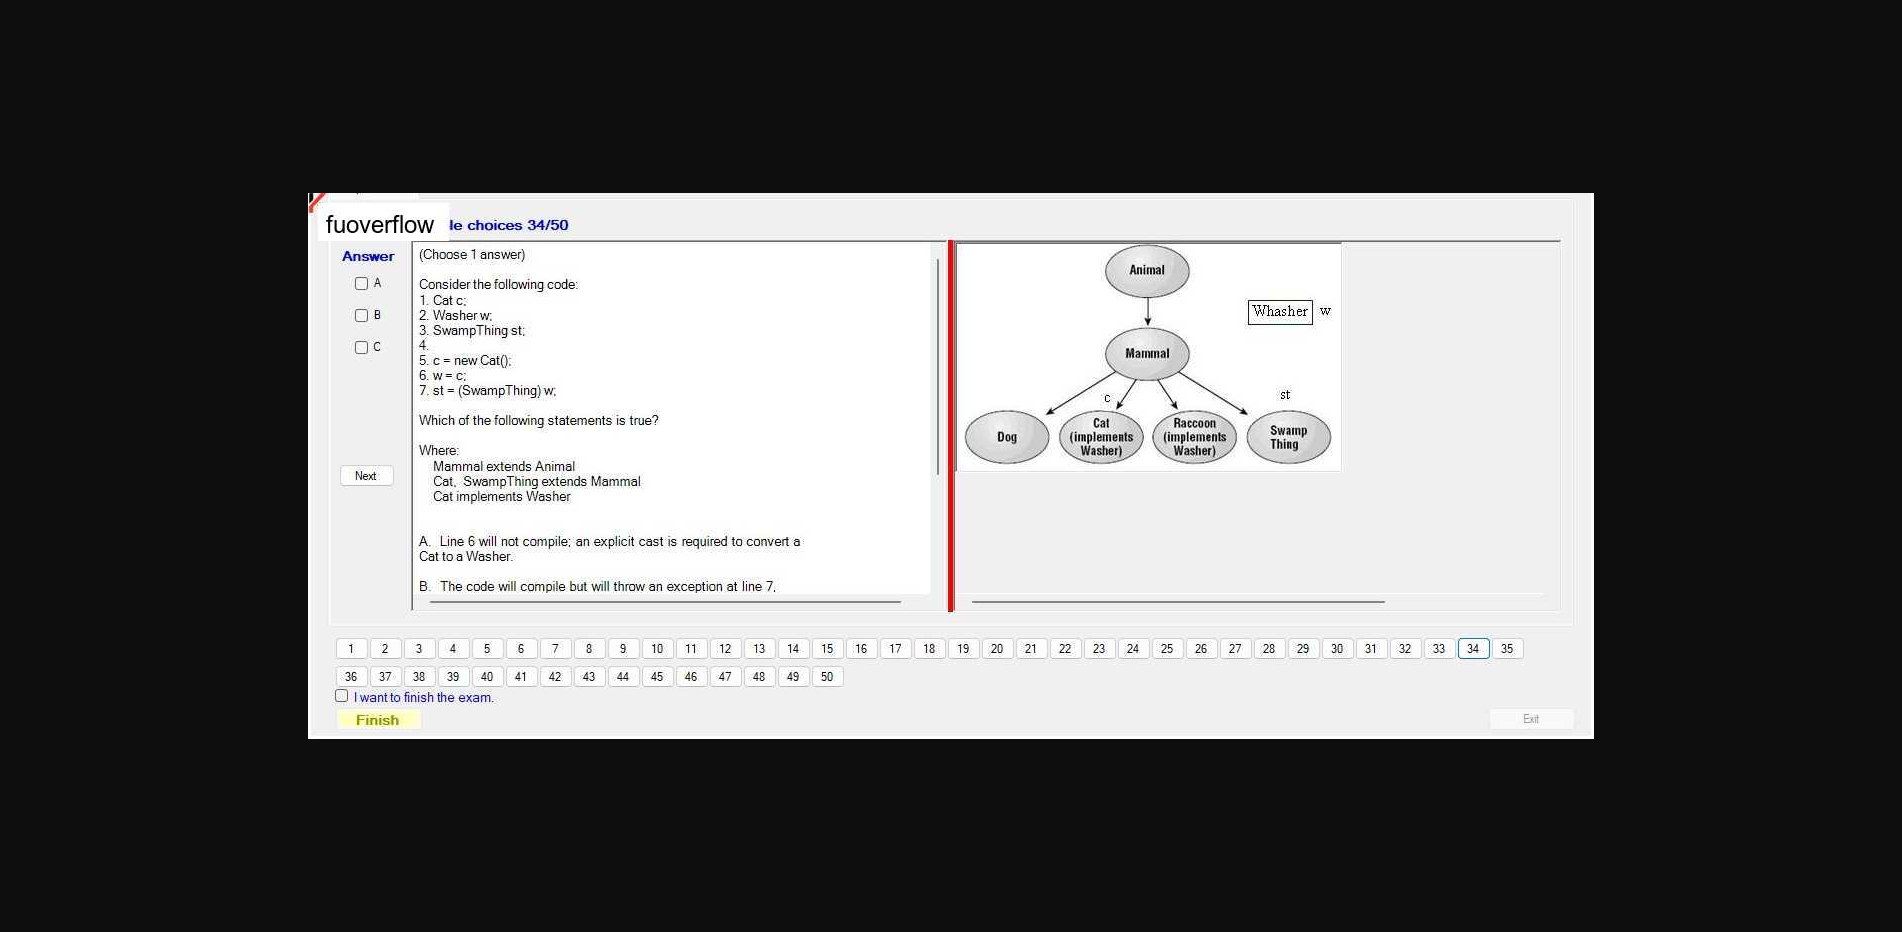 fuoverflow le choices 34/50
Answer
A
B
C
Next
(Choose 1 answer)
Consider the following code:
1. Cat c;
2. Washer w;
3. SwampThing st;
4.
5. c = new Cat();
6. w = c;
7. st = (SwampThing) w;
Which of the following statements is true?
Where:
Mammal extends Animal
Cat, SwampThing extends Mammal
Cat implements Washer
A. Line 6 will not compile; an explicit cast is required to convert a
Cat to a Washer.
B. The code will compile but will throw an exception at line 7,
Animal
Whasher w
Mammal
c
st
Dog
Cat
(implements
Washer)
Raccoon
(implements
Washer)
Swamp
Thing
1 2 3 4 5 6 7 8 9 10 11 12 13 14 15 16 17 18 19 20 21 22 23 24 25 26 27 28 29 30 31 32 33 34 35
36 37 38 39 40 41 42 43 44 45 46 47 48 49 50
I want to finish the exam.
Finish
Exit